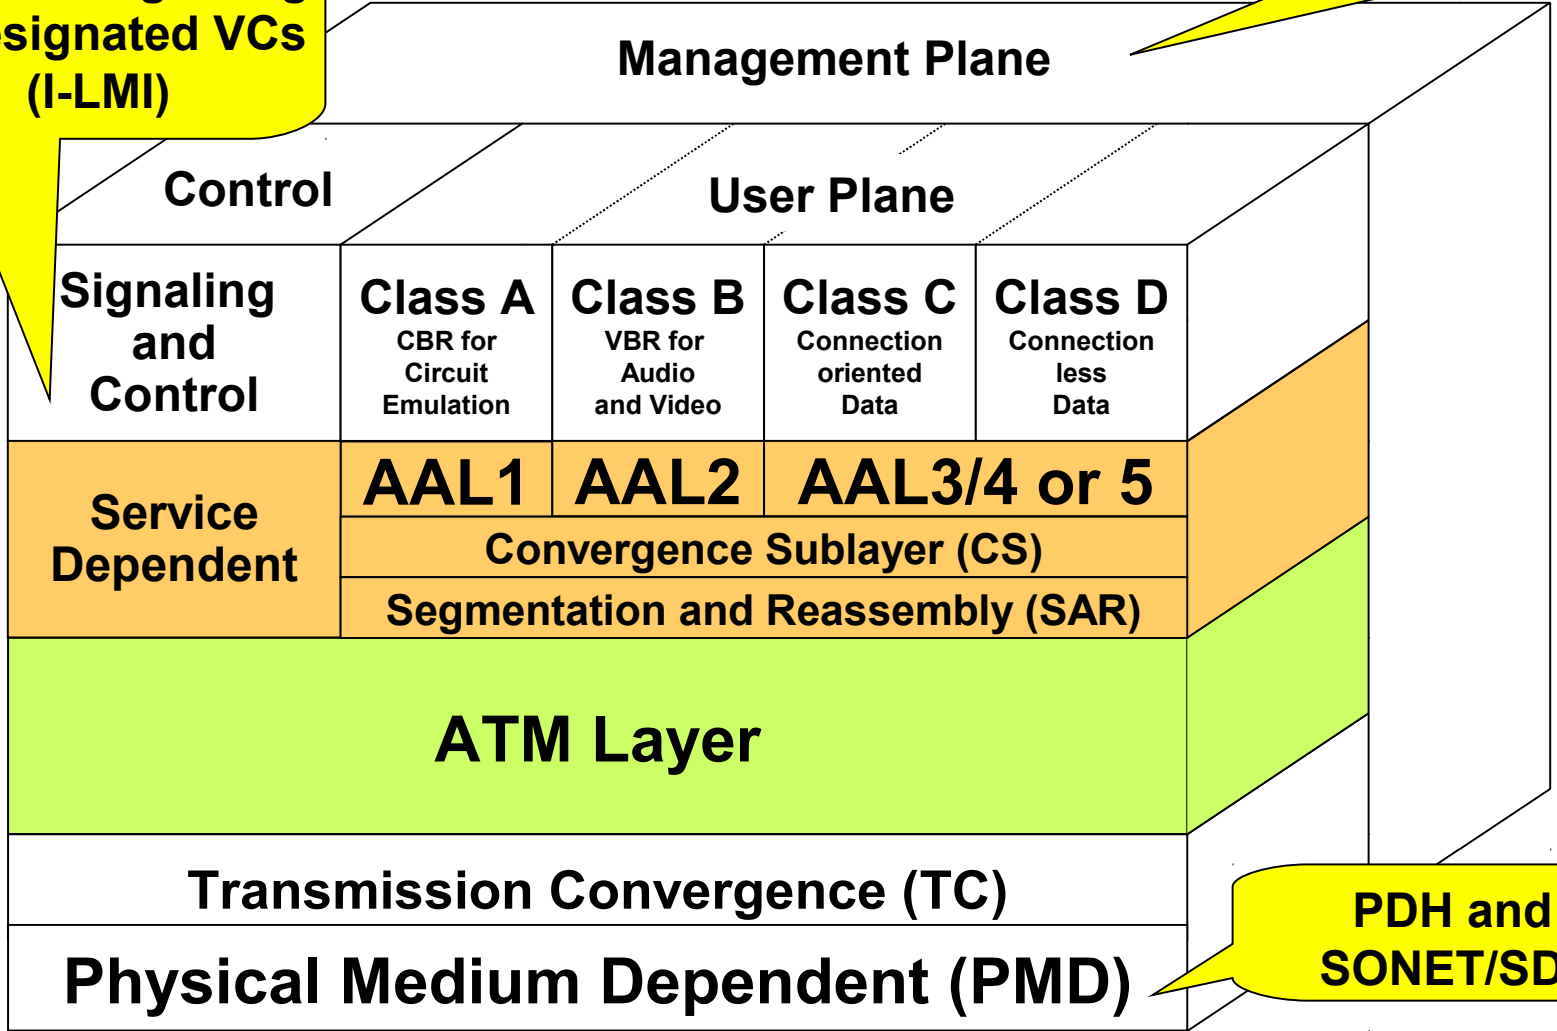 designated VCs
(I-LMI)
Management Plane
Control
User Plane
Signaling
and
Control
Class A
CBR for
Circuit
Emulation
Class B
VBR for
Audio
and Video
Class C
Connection
oriented
Data
Class D
Connection
less
Data
Service
Dependent
AAL1
AAL2
AAL3/4 or 5
Convergence Sublayer (CS)
Segmentation and Reassembly (SAR)
ATM Layer
Transmission Convergence (TC)
Physical Medium Dependent (PMD)
PDH and
SONET/SD